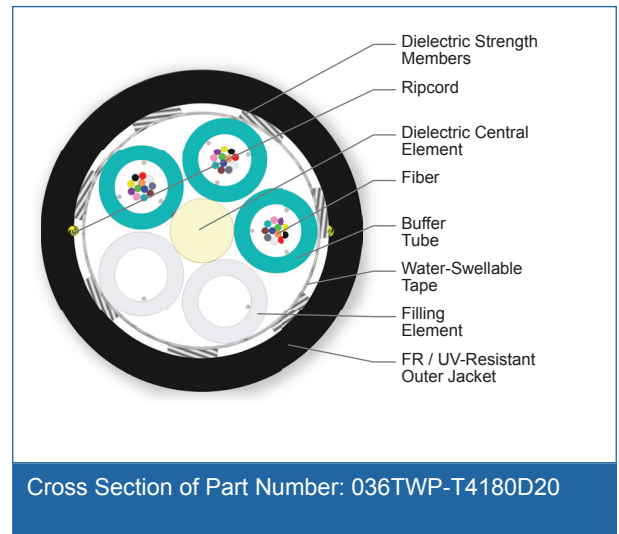 Dielectric Strength
Members
Ripcord
Dielectric Central
Element
Fiber
Buffer
Tube
Water-Swellable
Tape
Filling
Element
FR / UV-Resistant
Outer Jacket
Cross Section of Part Number: 036TWP-T4180D20